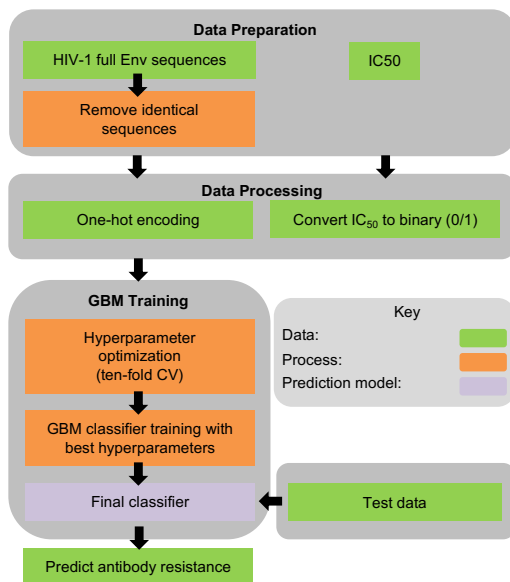 Data Preparation
HIV-1 full Env sequences
IC50
Remove identical
sequences
Data Processing
One-hot encoding
Convert IC₅₀ to binary (0/1)
GBM Training
Hyperparameter
optimization
(ten-fold CV)
GBM classifier training with
best hyperparameters
Final classifier
Key
Data:
Process:
Prediction model:
Test data
Predict antibody resistance